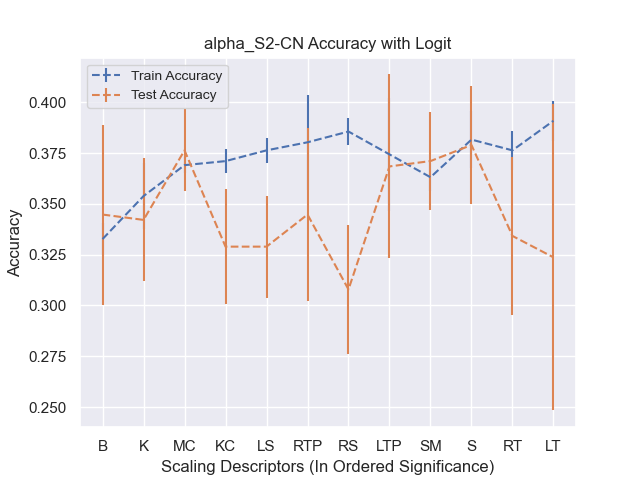 alpha_S2-CN Accuracy with Logit
Train Accuracy
Test Accuracy
Accuracy
0.400
0.375
0.350
0.325
0.300
0.275
0.250
B K MC KC LS RTP RS LTP SM S RT LT
Scaling Descriptors (In Ordered Significance)